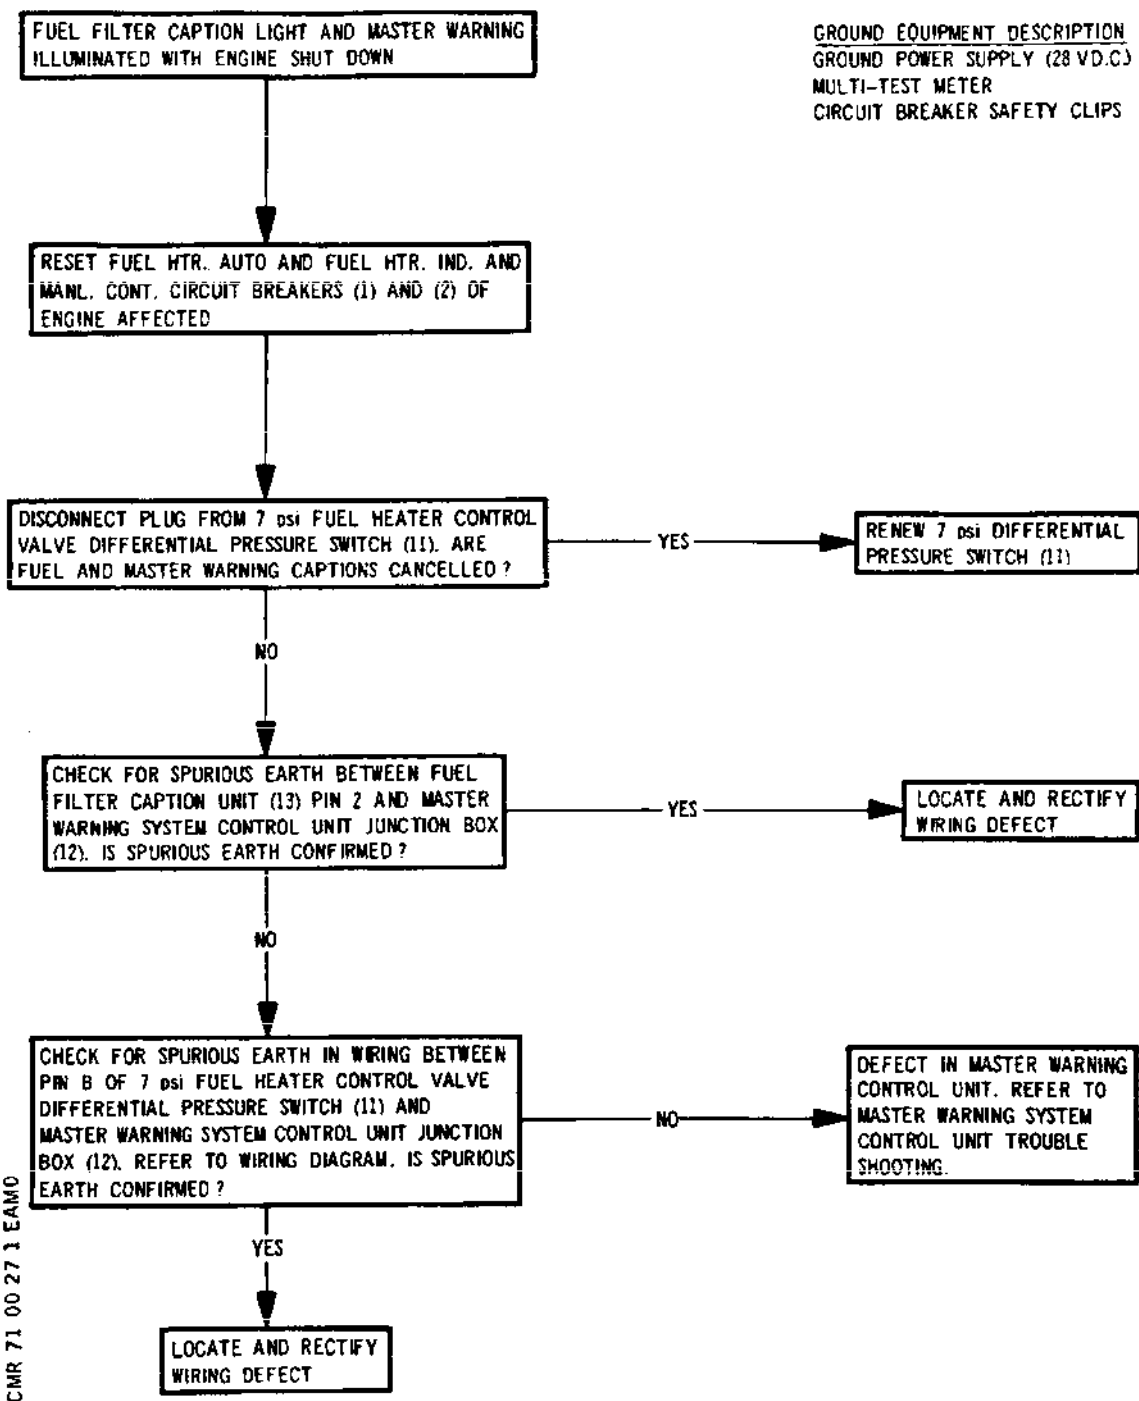 FUEL FILTER CAPTION LIGHT AND MASTER WARNING
ILLUMINATED WITH ENGINE SHUT DOWN
GROUND EQUIPMENT DESCRIPTION
GROUND POWER SUPPLY (28 V D.C)
MULTI-TEST METER
CIRCUIT BREAKER SAFETY CLIPS
RESET FUEL HTR. AUTO AND FUEL HTR. IND. AND
MANL. CONT. CIRCUIT BREAKERS (1) AND (2) OF
ENGINE AFFECTED
DISCONNECT PLUG FROM 7 psi FUEL HEATER CONTROL
VALVE DIFFERENTIAL PRESSURE SWITCH (11). ARE
FUEL AND MASTER WARNING CAPTIONS CANCELLED ?
YES
RENEW 7 psi DIFFERENTIAL
PRESSURE SWITCH (11)
NO
CHECK FOR SPURIOUS EARTH BETWEEN FUEL
FILTER CAPTION UNIT (13) PIN 2 AND MASTER
WARNING SYSTEM CONTROL UNIT JUNCTION BOX
(12). IS SPURIOUS EARTH CONFIRMED ?
YES
LOCATE AND RECTIFY
WIRING DEFECT
NO
CHECK FOR SPURIOUS EARTH IN WIRING BETWEEN
PIN B OF 7 psi FUEL HEATER CONTROL VALVE
DIFFERENTIAL PRESSURE SWITCH (11) AND
MASTER WARNING SYSTEM CONTROL UNIT JUNCTION
BOX (12). REFER TO WIRING DIAGRAM. IS SPURIOUS
EARTH CONFIRMED ?
NO
DEFECT IN MASTER WARNING
CONTROL UNIT. REFER TO
MASTER WARNING SYSTEM
CONTROL UNIT TROUBLE
SHOOTING.
YES
LOCATE AND RECTIFY
WIRING DEFECT
CMR 71 00 27 1 EAMO